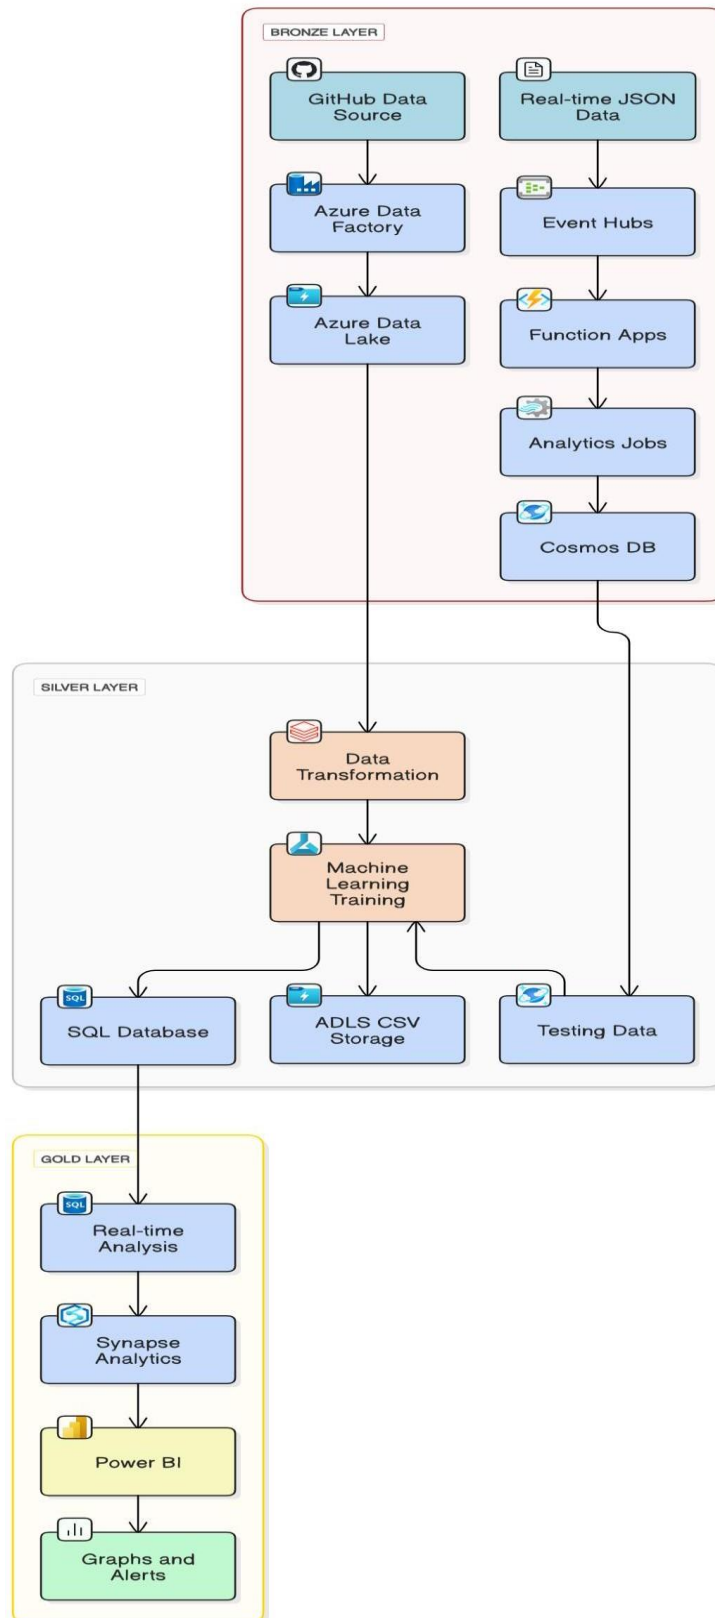 BRONZE LAYER
GitHub Data
Source
Real-time JSON
Data
Azure Data
Factory
Event Hubs
Azure Data
Lake
Function Apps
Analytics Jobs
Cosmos DB
SILVER LAYER
Data
Transformation
Machine
Learning
Training
SQL
SQL Database
ADLS CSV
Storage
Testing Data
GOLD LAYER
SQL
Real-time
Analysis
Synapse
Analytics
Power BI
Graphs and
Alerts